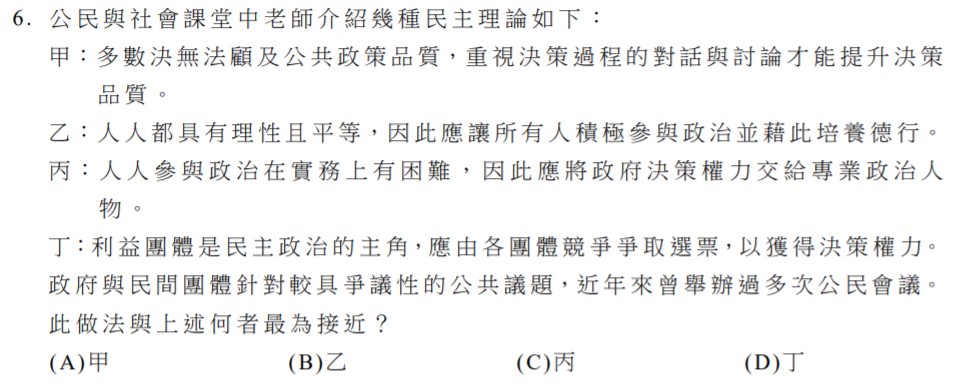 6. 公民與社會課堂中老師介紹幾種民主理論如下：
甲：多數決無法顧及公共政策品質，重視決策過程的對話與討論才能提升決策
品質。
乙：人人都具有理性且平等，因此應讓所有人積極參與政治並藉此培養德行。
丙：人人參與政治在實務上有困難，因此應將政府決策權力交給專業政治人
物。
丁：利益團體是民主政治的主角，應由各團體競爭爭取選票，以獲得決策權力。
政府與民間團體針對較具爭議性的公共議題，近年來曾舉辦過多次公民會議。
此做法與上述何者最為接近？
(A)甲 (B)乙 (C)丙 (D)丁